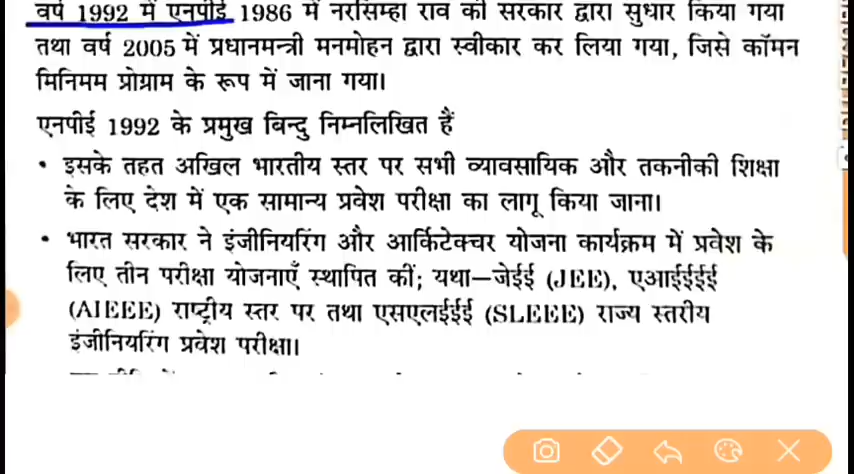 वर्ष 1992 में एनपीई 1986 में नरसिम्हा राव की सरकार द्वारा सुधार किया गया
तथा वर्ष 2005 में प्रधानमन्त्री मनमोहन द्वारा स्वीकार कर लिया गया, जिसे कॉमन
मिनिमम प्रोग्राम के रूप में जाना गया।
एनपीई 1992 के प्रमुख बिन्दु निम्नलिखित हैं
• इसके तहत अखिल भारतीय स्तर पर सभी व्यावसायिक और तकनीकी शिक्षा
के लिए देश में एक सामान्य प्रवेश परीक्षा का लागू किया जाना।
• भारत सरकार ने इंजीनियरिंग और आर्किटेक्चर योजना कार्यक्रम में प्रवेश के
लिए तीन परीक्षा योजनाएँ स्थापित कीं; यथा—जेईई (JEE), एआईईईई
(AIEEE) राष्ट्रीय स्तर पर तथा एसएलईईई (SLEEE) राज्य स्तरीय
इंजीनियरिंग प्रवेश परीक्षा।